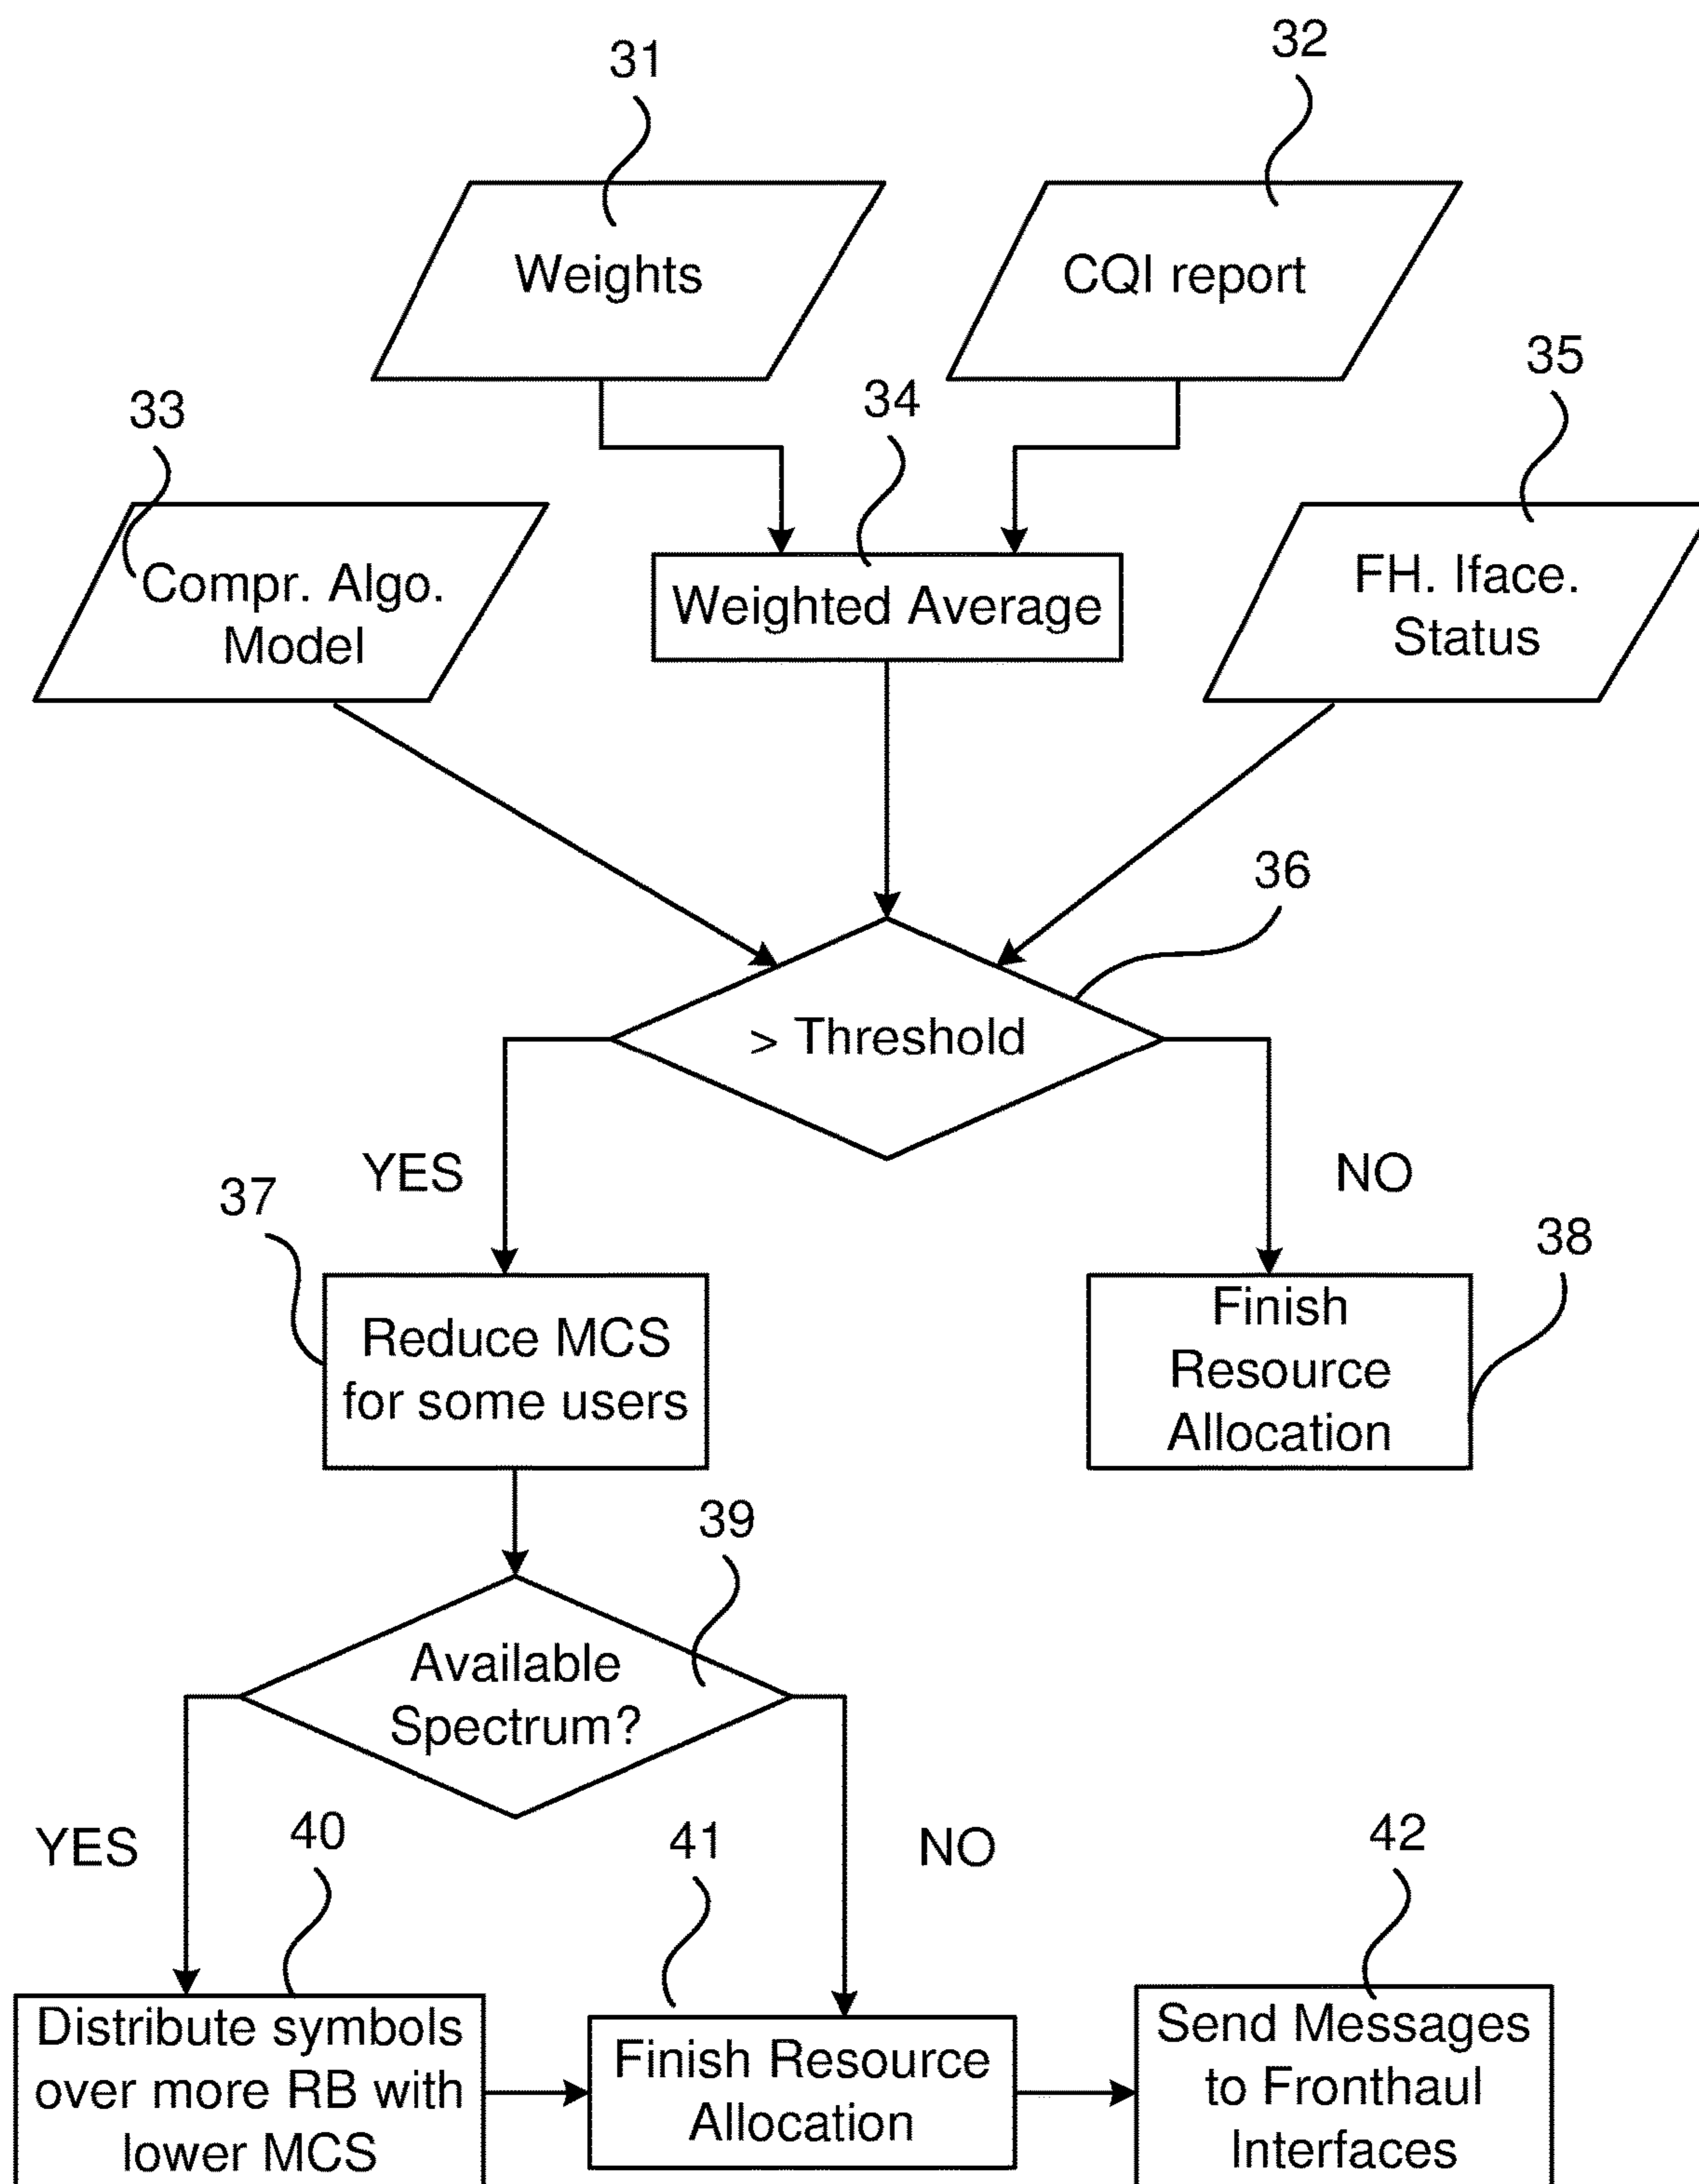 31
32
Weights
CQI report
33
34
35
Compr. Algo.
Model
Weighted Average
FH. Iface.
Status
36
> Threshold
YES
NO
37
38
Reduce MCS
for some users
Finish
Resource
Allocation
39
Available
Spectrum?
YES
40
41
NO
42
Distribute symbols
over more RB with
lower MCS
Finish Resource
Allocation
Send Messages
to Fronthaul
Interfaces